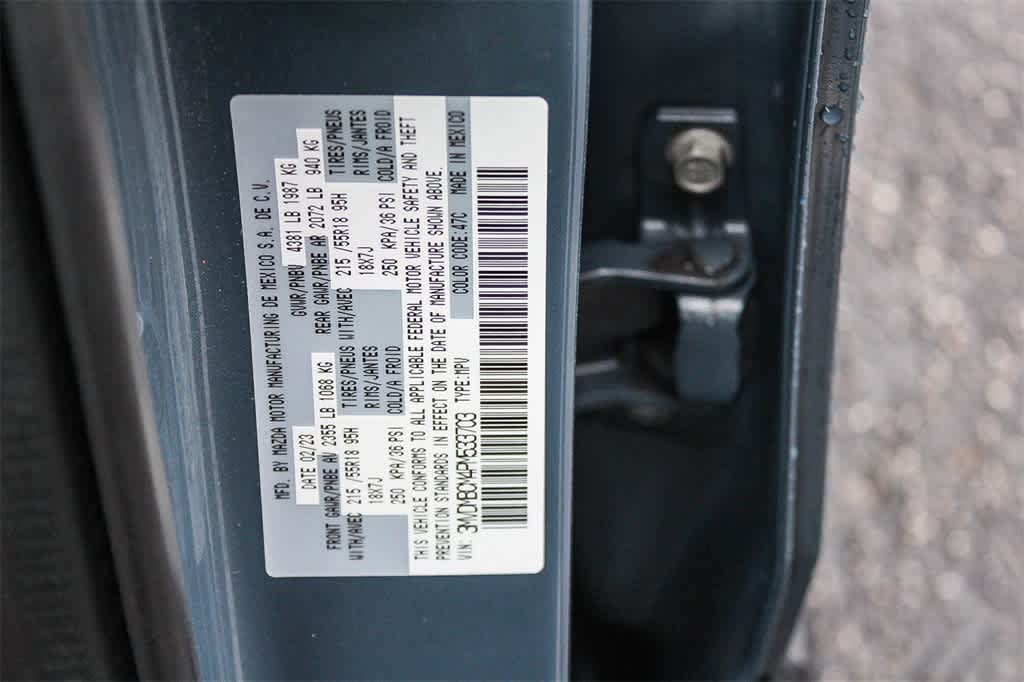 MFD. BY MAZDA MOTOR MANUFACTURING DE MEXICO S.A. DE C.V.
DATE 02/23 GVWR/PNBV 4381 LB 1987 KG
FRONT GAWR/PNBE AV 2355 LB 1068 KG REAR GAWR/PNBE AR 2072 LB 940 KG
WITH/AVEC 215 /55R18 95H TIRES/PNEUS WITH/AVEC 215 /55R18 95H TIRES/PNEUS
18X7J RIMS/JANTES 18X7J RIMS/JANTES
250 KPA/36 PSI COLD/A FROID 250 KPA/36 PSI COLD/A FROID
THIS VEHICLE CONFORMS TO ALL APPLICABLE FEDERAL MOTOR VEHICLE SAFETY AND THEFT
PREVENTION STANDARDS IN EFFECT ON THE DATE OF MANUFACTURE SHOWN ABOVE.
VIN: 3MVDMBCM4PM533703 TYPE:MPV COLOR CODE:47C MADE IN MEXICO